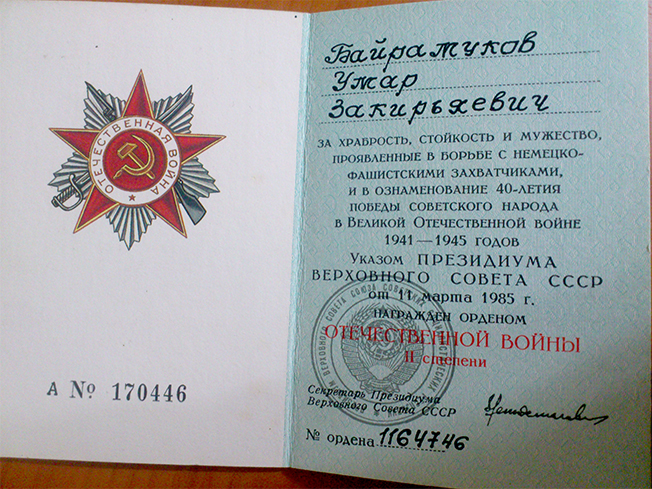 ОТЕЧЕСТВЕННАЯ ВОЙНА
А № 170446
Байрамуков
Умар
Закирьяевич
ЗА ХРАБРОСТЬ, СТОЙКОСТЬ И МУЖЕСТВО,
ПРОЯВЛЕННЫЕ В БОРЬБЕ С НЕМЕЦКО-
ФАШИСТСКИМИ ЗАХВАТЧИКАМИ,
И В ОЗНАМЕНОВАНИЕ 40-ЛЕТИЯ
ПОБЕДЫ СОВЕТСКОГО НАРОДА
В ВЕЛИКОЙ ОТЕЧЕСТВЕННОЙ ВОЙНЕ
1941—1945 ГОДОВ
УКАЗОМ ПРЕЗИДИУМА
ВЕРХОВНОГО СОВЕТА СССР
от 11 марта 1985 г.
НАГРАЖДЕН ОРДЕНОМ
ОТЕЧЕСТВЕННОЙ ВОЙНЫ
II степени
Секретарь Президиума
Верховного Совета СССР
№ ордена 1164746